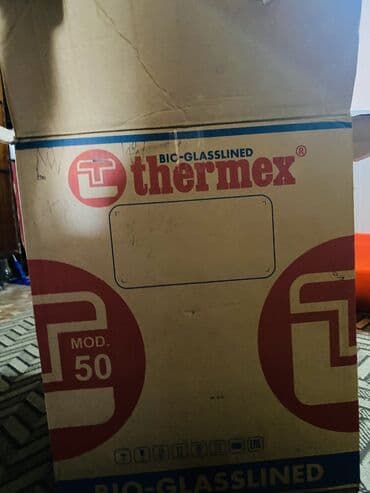 BIO-GLASSLINED
thermex®
MOD.
50
BIO-GLASSLINED